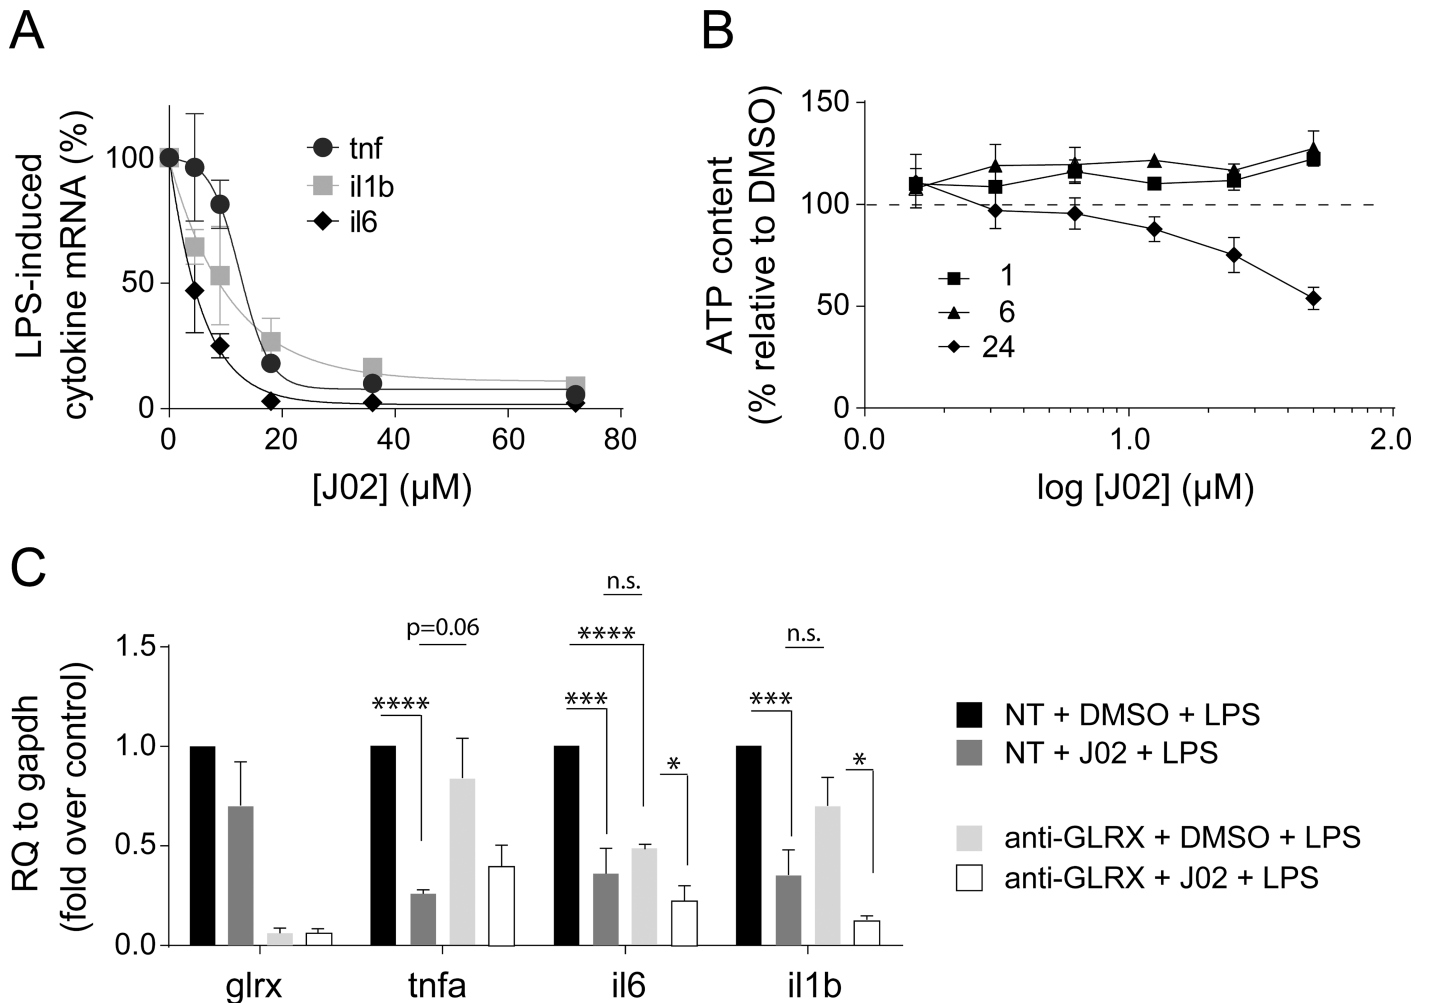 A
LPS-induced
cytokine mRNA (%)
100
50
0
tnf
il1b
il6
0 20 40 60 80
[J02] (µM)
B
ATP content
(% relative to DMSO)
150
100
50
0
1
6
24
0.0 1.0 2.0
log [J02] (µM)
C
RQ to gapdh
(fold over control)
1.5
1.0
0.5
0.0
p=0.06
****
n.s.
****
***
*
n.s.
***
*
glrx tnfa il6 il1b
NT + DMSO + LPS
NT + J02 + LPS
anti-GLRX + DMSO + LPS
anti-GLRX + J02 + LPS